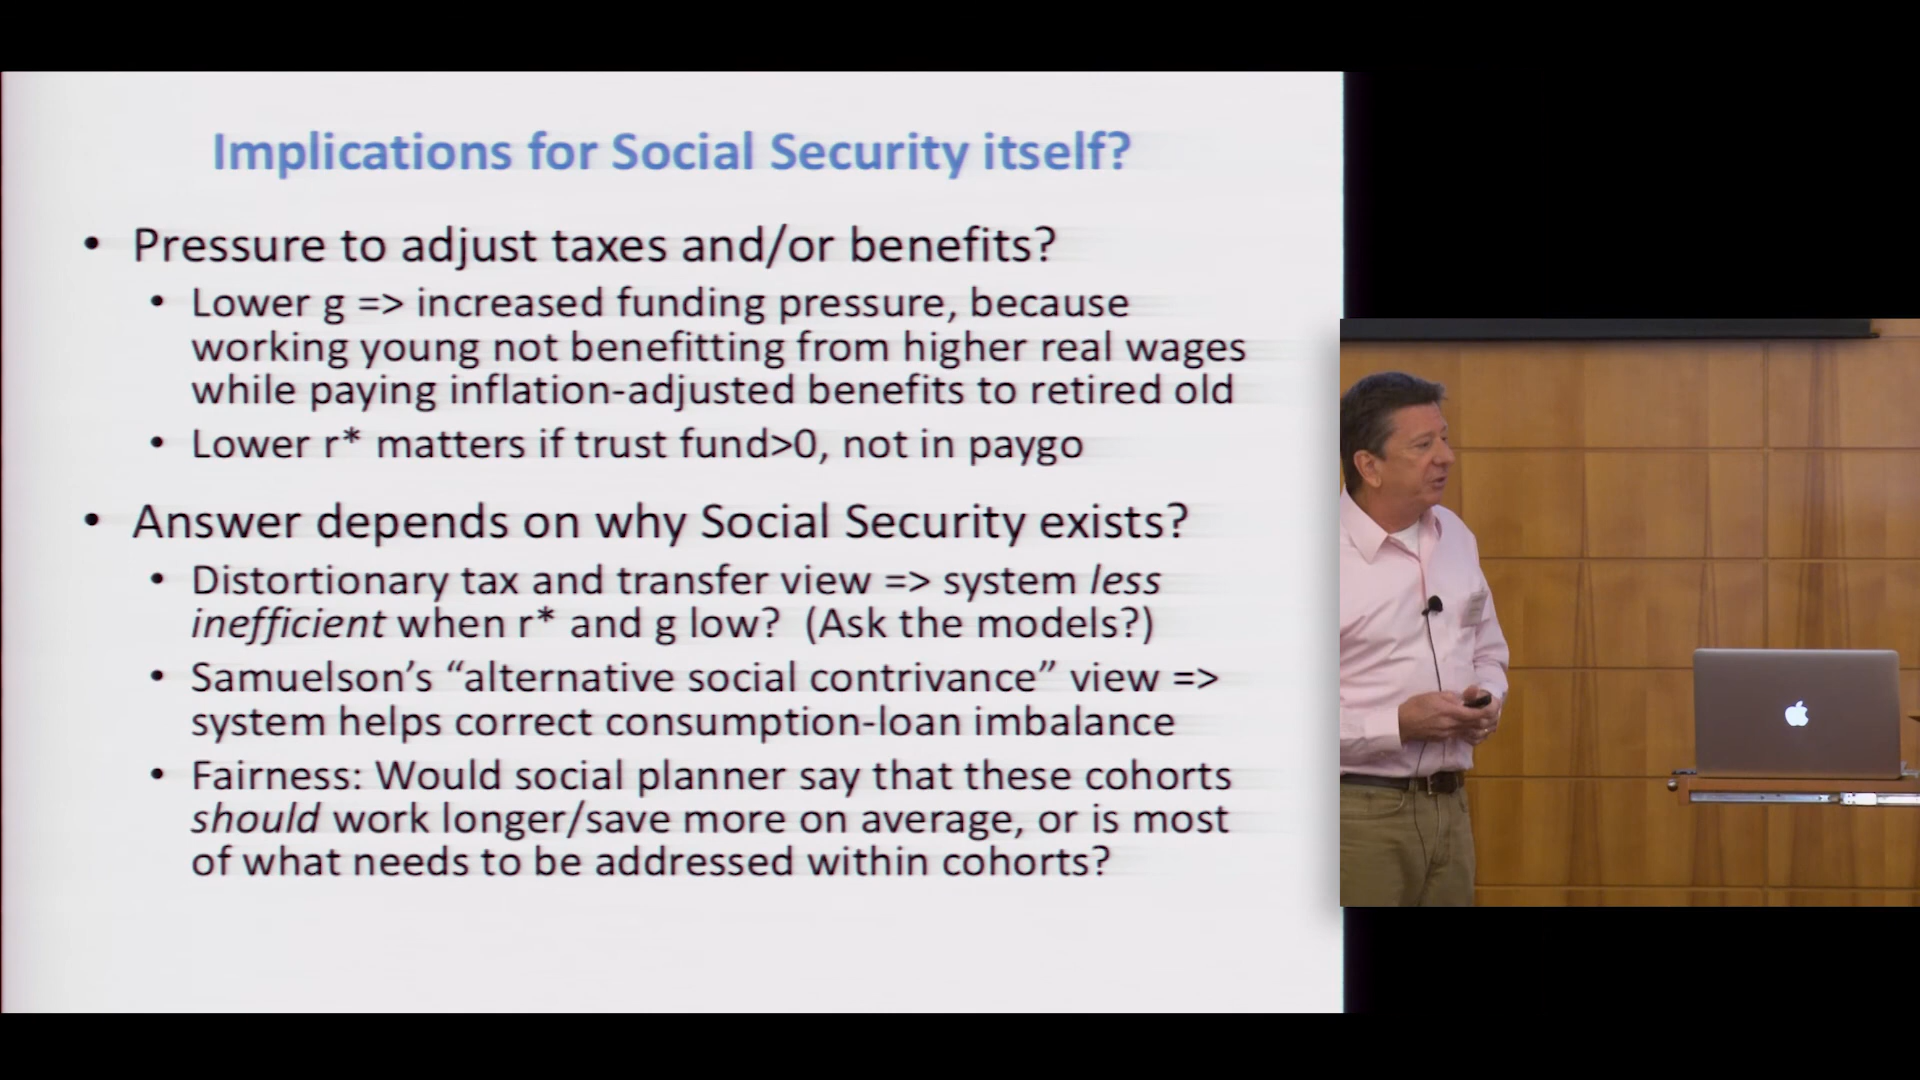 Implications for Social Security itself?
• Pressure to adjust taxes and/or benefits?
• Lower g => increased funding pressure, because
working young not benefitting from higher real wages
while paying inflation-adjusted benefits to retired old
• Lower r* matters if trust fund>0, not in paygo
• Answer depends on why Social Security exists?
• Distortionary tax and transfer view => system less
inefficient when r* and g low? (Ask the models?)
• Samuelson's “alternative social contrivance” view =>
system helps correct consumption-loan imbalance
• Fairness: Would social planner say that these cohorts
should work longer/save more on average, or is most
of what needs to be addressed within cohorts?